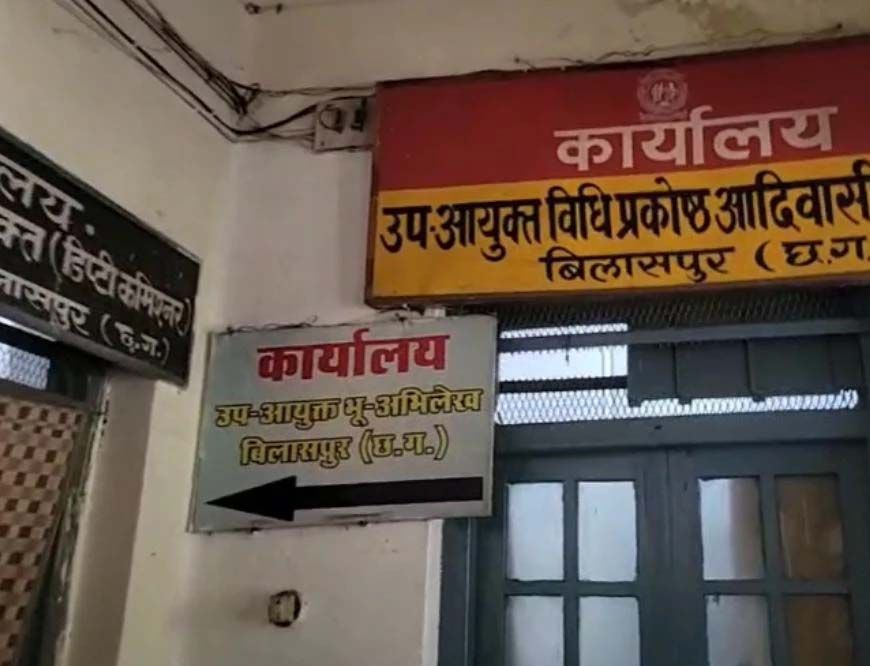 कार्यालय
उप-आयुक्त विधि प्रकोष्ठ आदिवासी
बिलासपुर (छ.ग.
कार्यालय
उप-आयुक्त भू-अभिलेख
बिलासपुर (छ.ग.)
(डिप्टी कमिश्नर)
(छ.ग.)